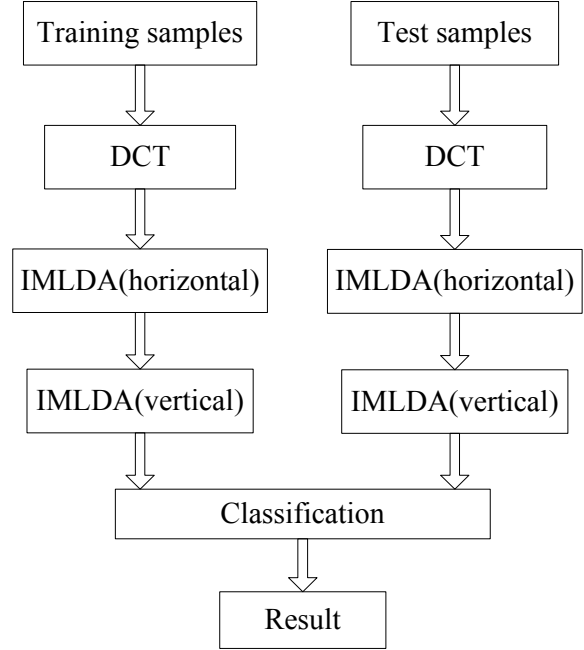 Training samples
Test samples
DCT
DCT
IMLDA(horizontal)
IMLDA(horizontal)
IMLDA(vertical)
IMLDA(vertical)
Classification
Result